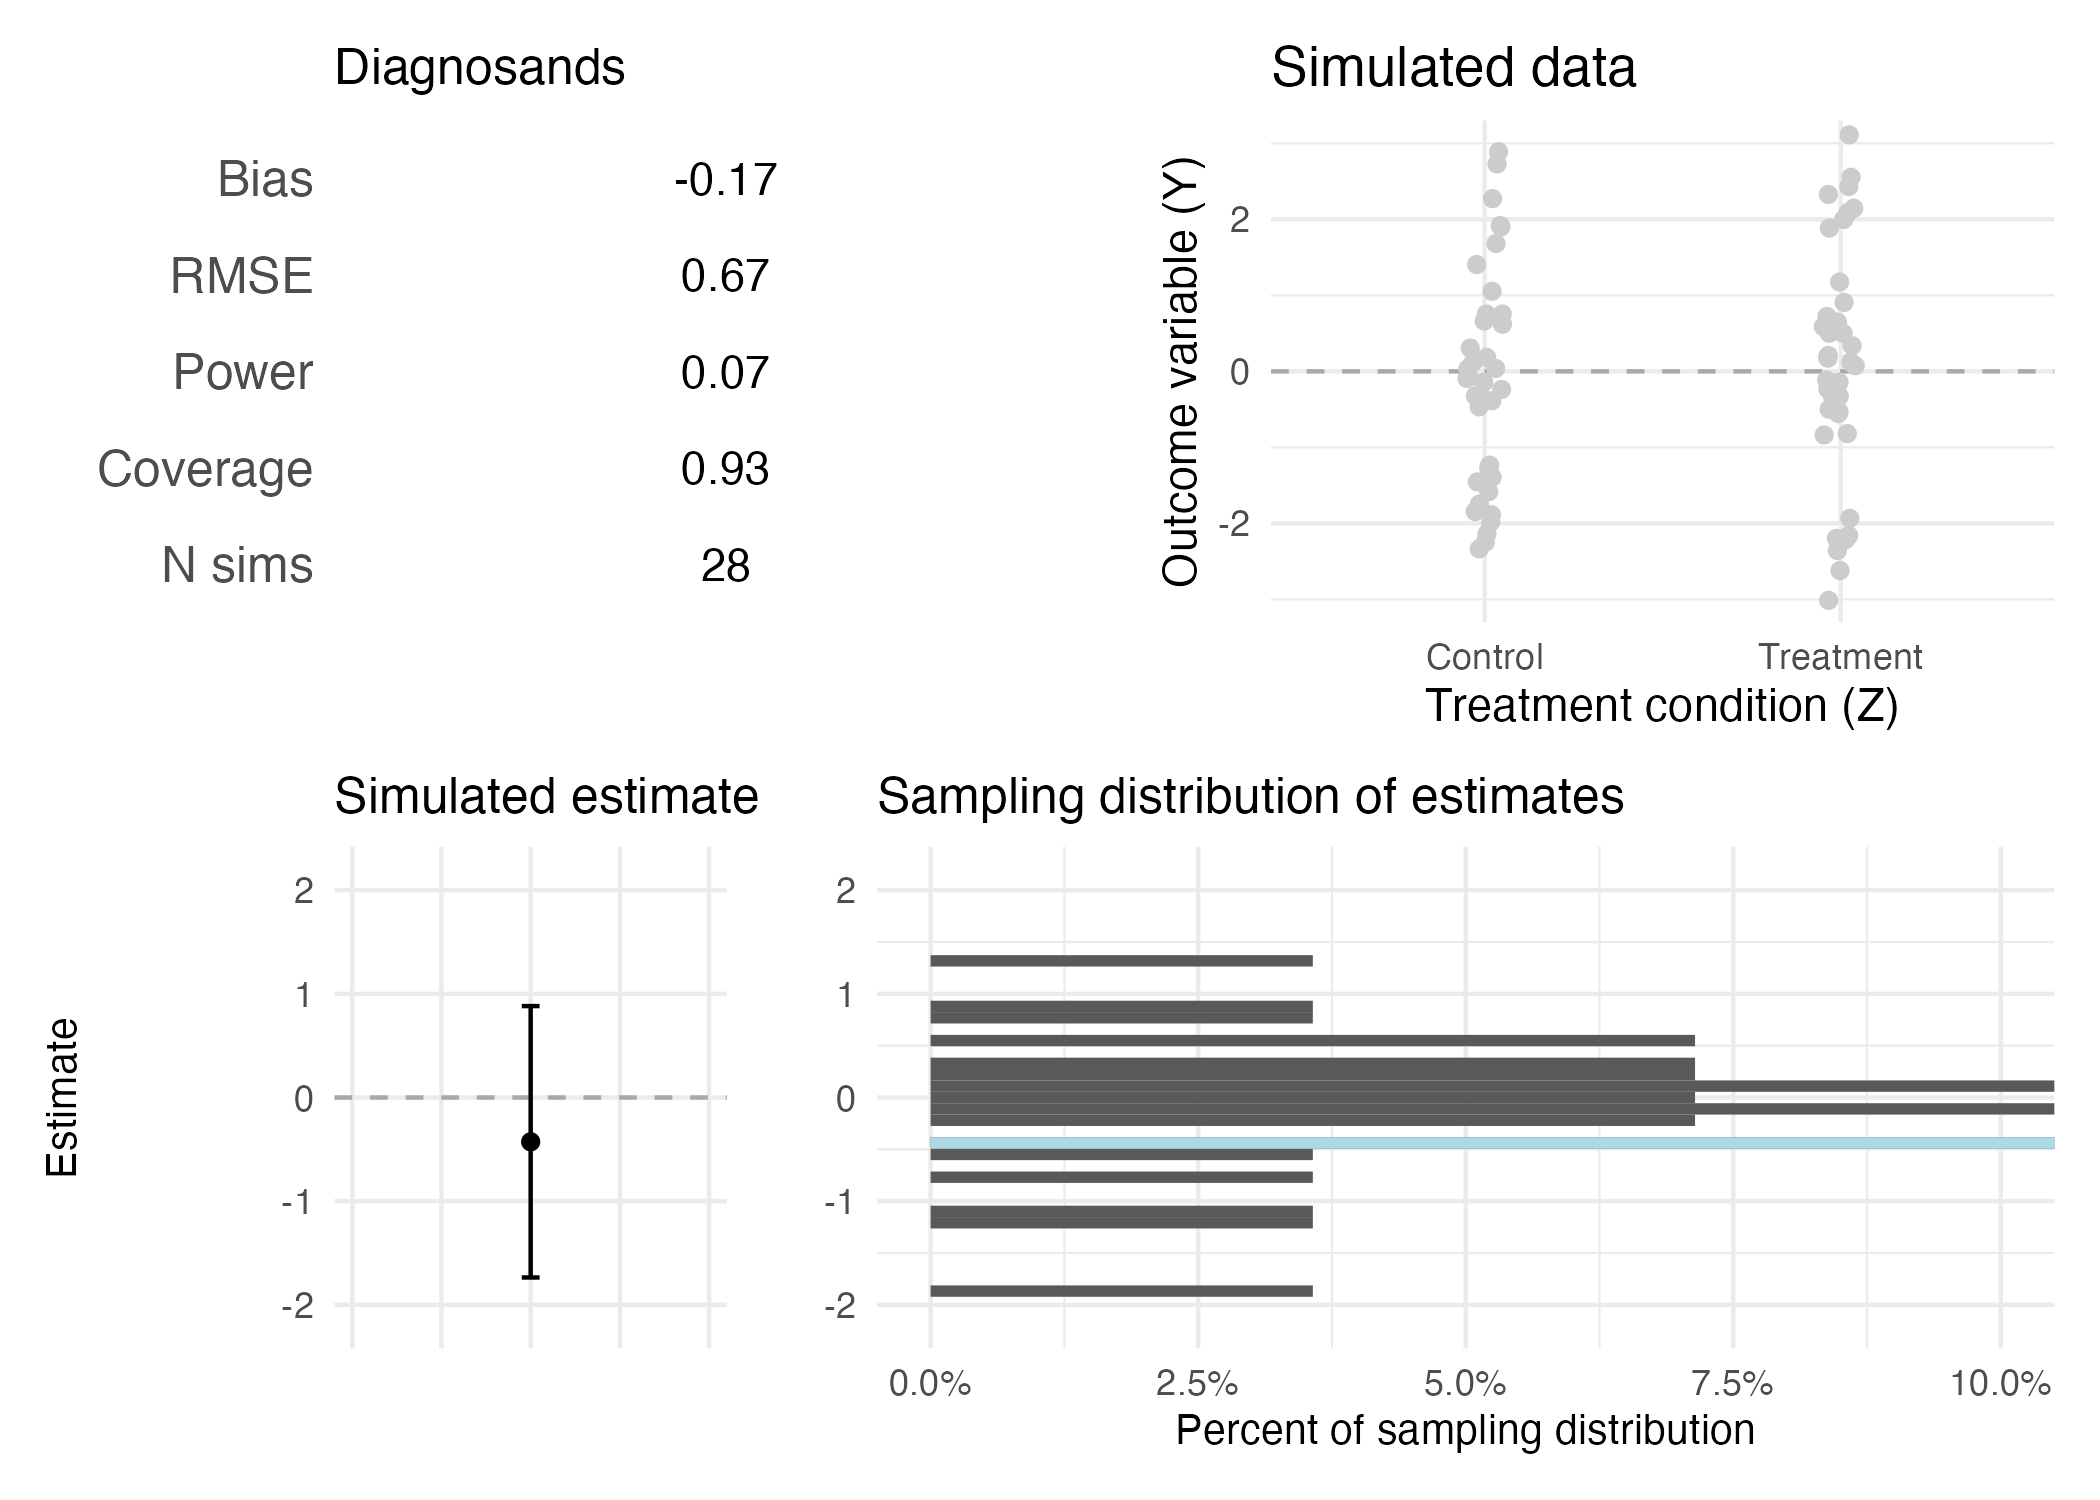 Diagnosands
Bias -0.17
RMSE 0.67
Power 0.07
Coverage 0.93
N sims 28
Simulated data
Outcome variable (Y)
2
0
-2
Control Treatment
Treatment condition (Z)
Simulated estimate
Estimate
2
1
0
-1
-2
Sampling distribution of estimates
2
1
0
-1
-2
0.0% 2.5% 5.0% 7.5% 10.0%
Percent of sampling distribution